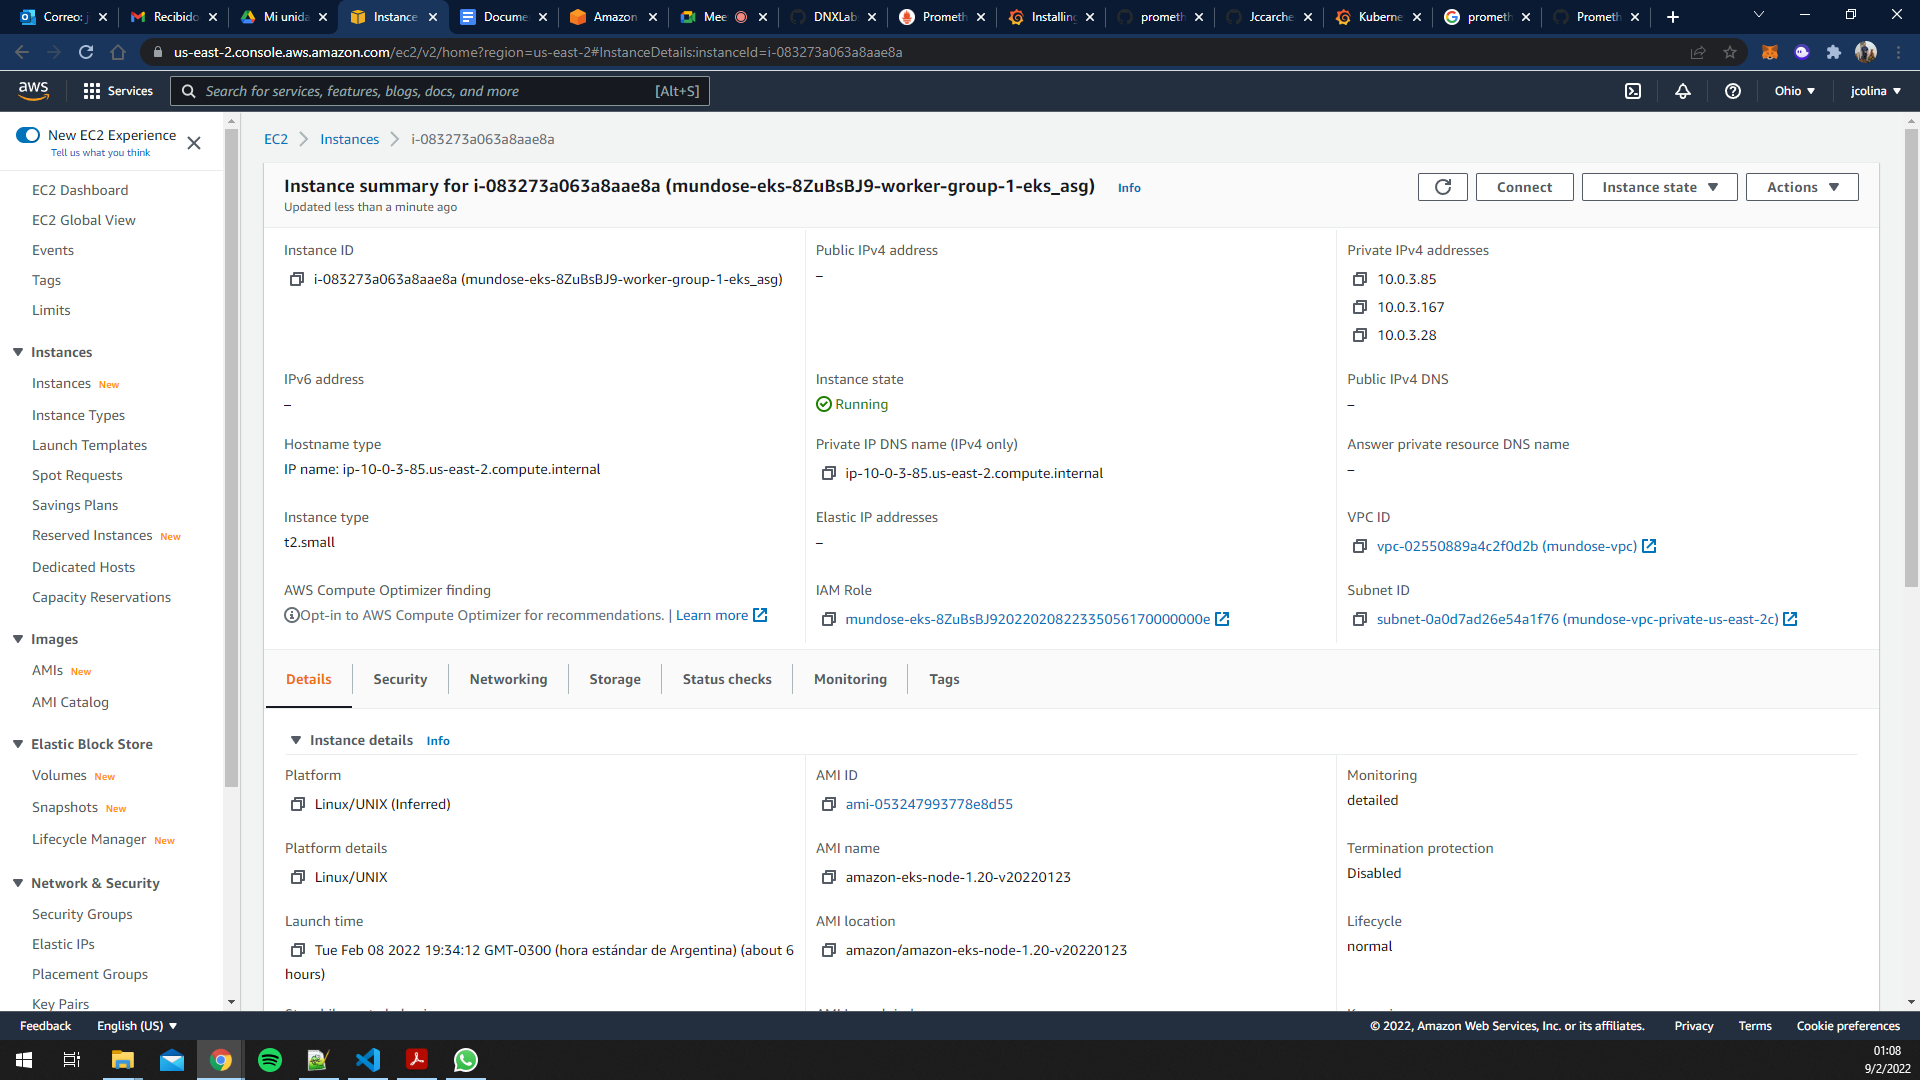 Correo: j
Recibido
Mi unida
Instance
Docume
Amazon
Mee
DNXLab
Prometh
Installing
prometh
Jccarche
Kuberne
prometh
Prometh
us-east-2.console.aws.amazon.com/ec2/v2/home?region=us-east-2#InstanceDetails:instanceId=i-083273a063a8aae8a
aws
Services
Search for services, features, blogs, docs, and more [Alt+S]
Ohio
jcolina
New EC2 Experience
Tell us what you think
EC2 Dashboard
EC2 Global View
Events
Tags
Limits
Instances
Instances New
Instance Types
Launch Templates
Spot Requests
Savings Plans
Reserved Instances New
Dedicated Hosts
Capacity Reservations
Images
AMIs New
AMI Catalog
Elastic Block Store
Volumes New
Snapshots New
Lifecycle Manager New
Network & Security
Security Groups
Elastic IPs
Placement Groups
Key Pairs
EC2 Instances i-083273a063a8aae8a
Instance summary for i-083273a063a8aae8a (mundose-eks-8ZuBsBJ9-worker-group-1-eks_asg) Info
Updated less than a minute ago
Connect
Instance state
Actions
Instance ID
i-083273a063a8aae8a (mundose-eks-8ZuBsBJ9-worker-group-1-eks_asg)
Public IPv4 address
–
Private IPv4 addresses
10.0.3.85
10.0.3.167
10.0.3.28
IPv6 address
–
Instance state
Running
Public IPv4 DNS
–
Hostname type
IP name: ip-10-0-3-85.us-east-2.compute.internal
Private IP DNS name (IPv4 only)
ip-10-0-3-85.us-east-2.compute.internal
Answer private resource DNS name
–
Instance type
t2.small
Elastic IP addresses
–
VPC ID
vpc-02550889a4c2f0d2b (mundose-vpc)
AWS Compute Optimizer finding
Opt-in to AWS Compute Optimizer for recommendations. | Learn more
IAM Role
mundose-eks-8ZuBsBJ920220208223350561700000​00e
Subnet ID
subnet-0a0d7ad26e54a1f76 (mundose-vpc-private-us-east-2c)
Details
Security
Networking
Storage
Status checks
Monitoring
Tags
Instance details Info
Platform
Linux/UNIX (Inferred)
AMI ID
ami-053247993778e8d55
Monitoring
detailed
Platform details
Linux/UNIX
AMI name
amazon-eks-node-1.20-v20220123
Termination protection
Disabled
Launch time
Tue Feb 08 2022 19:34:12 GMT-0300 (hora estándar de Argentina) (about 6
hours)
AMI location
amazon/amazon-eks-node-1.20-v20220123
Lifecycle
normal
Feedback
English (US)
© 2022, Amazon Web Services, Inc. or its affiliates.
Privacy
Terms
Cookie preferences
01:08
9/2/2022